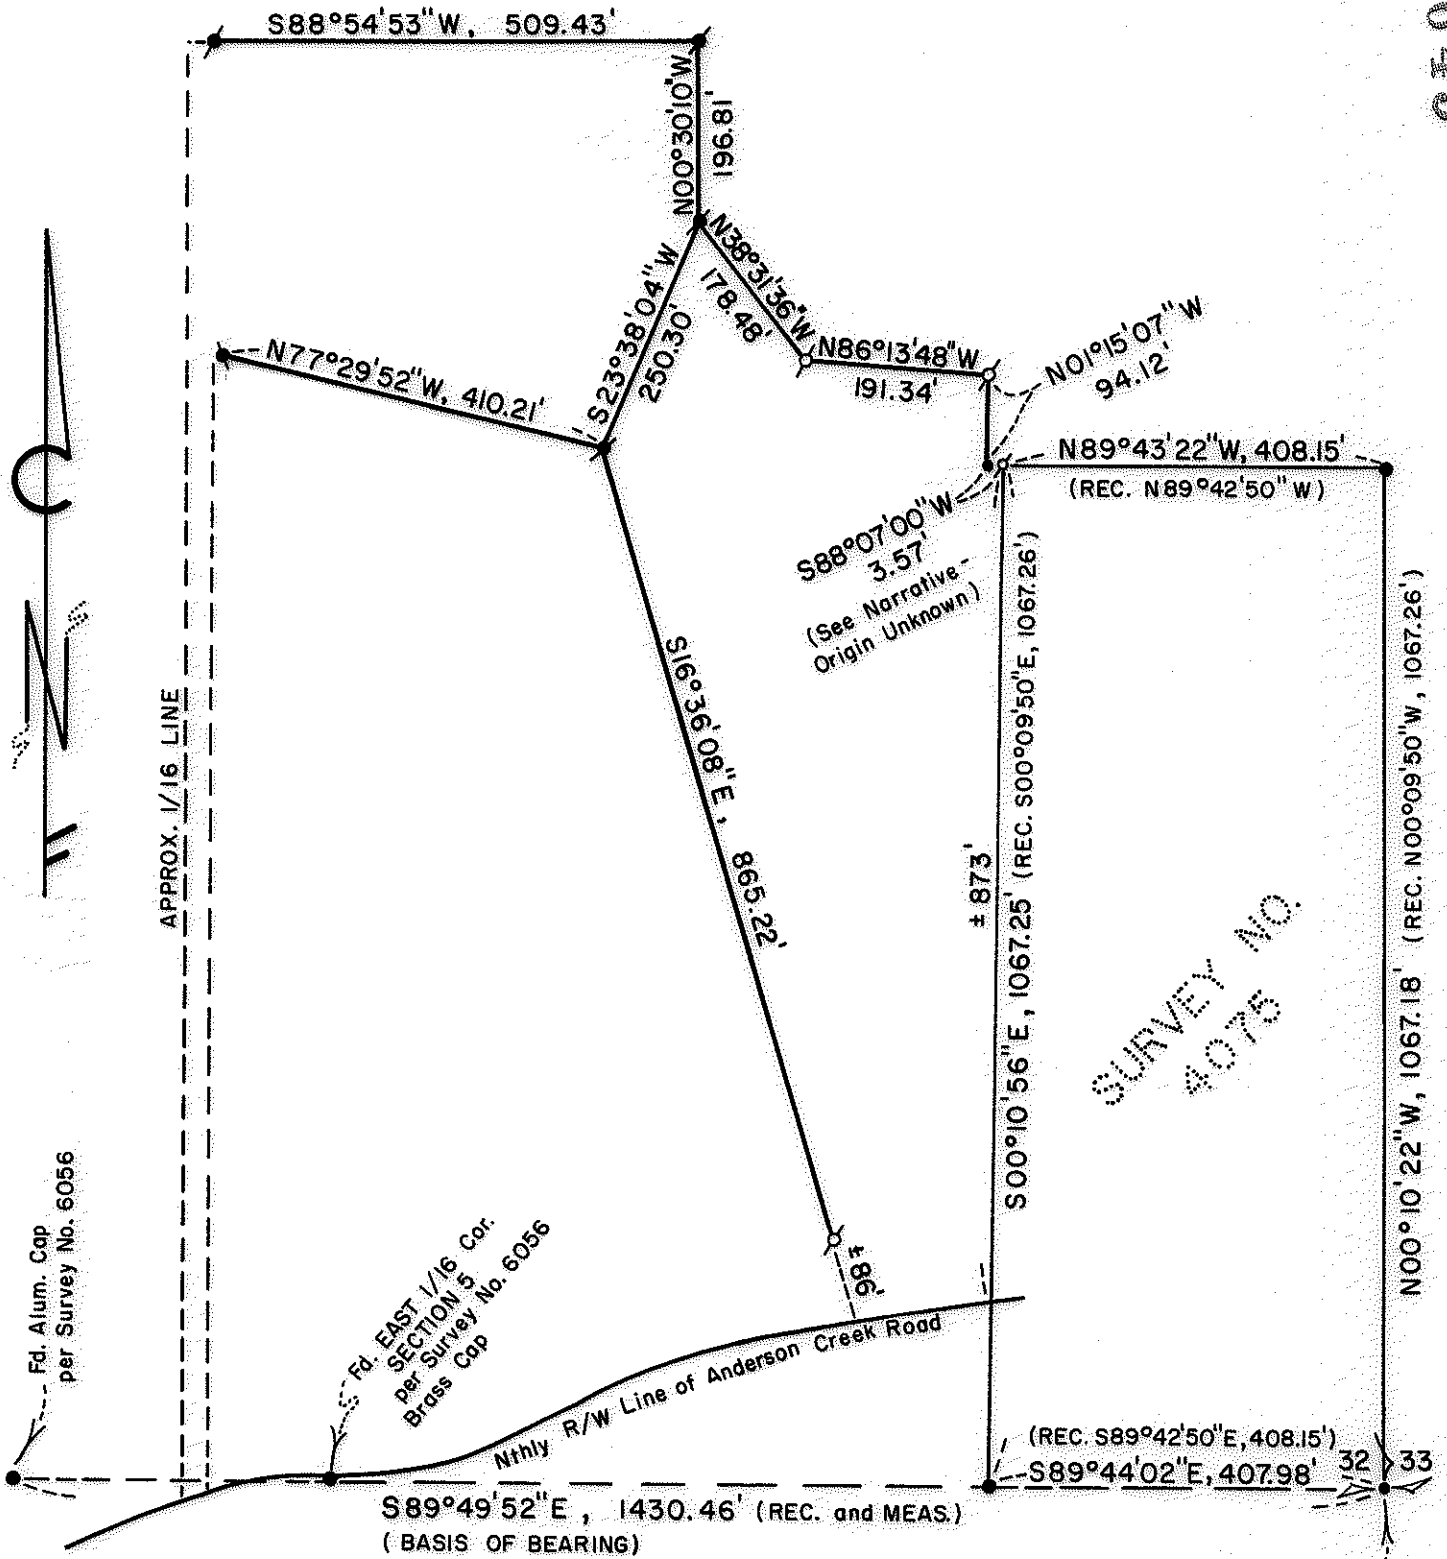 S88°54'53"W, 509.43'
N00°30'10"W
196.81'
N38°31'36"W
178.48'
S23°38'04"W
250.30'
N77°29'52"W, 410.21'
N86°13'48"W
191.34'
N01°15'07"W
94.12'
N89°43'22"W, 408.15'
(REC. N89°42'50"W)
S88°07'00"W
3.57'
(See Narrative -
Origin Unknown)
S16°36'08"E, 865.22'
± 86'
± 873'
S00°10'56"E, 1067.25' (REC. S00°09'50"E, 1067.26')
N00°10'22"W, 1067.18' (REC. N00°09'50"W, 1067.26')
SURVEY NO.
4075
APPROX. 1/16 LINE
N
Fd. Alum. Cap
per Survey No. 6056
Fd. EAST 1/16 Cor.
SECTION 5
per Survey No. 6056
Brass Cap
Nthly R/W Line of Anderson Creek Road
(REC. S89°42'50"E, 408.15')
S89°44'02"E, 407.98'
32 33
S89°49'52"E, 1430.46' (REC. and MEAS.)
(BASIS OF BEARING)